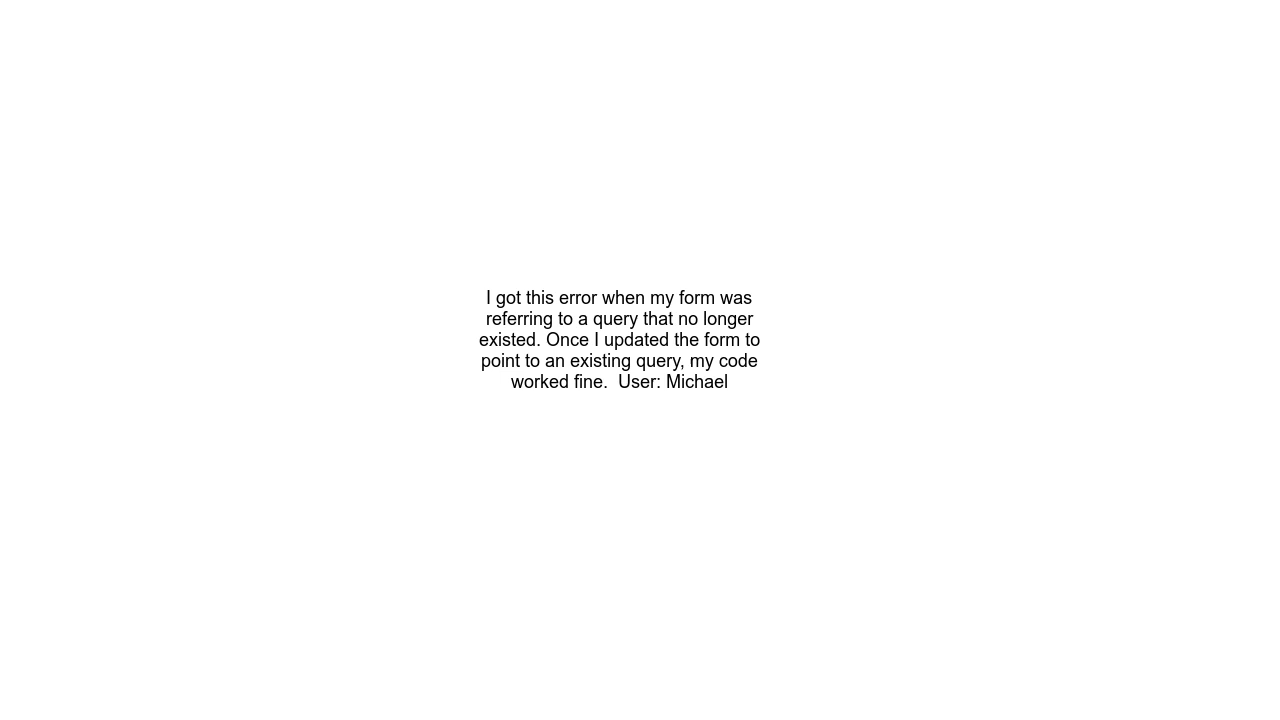 I got this error when my form was
referring to a query that no longer
existed. Once I updated the form to
point to an existing query, my code
worked fine.  User: Michael